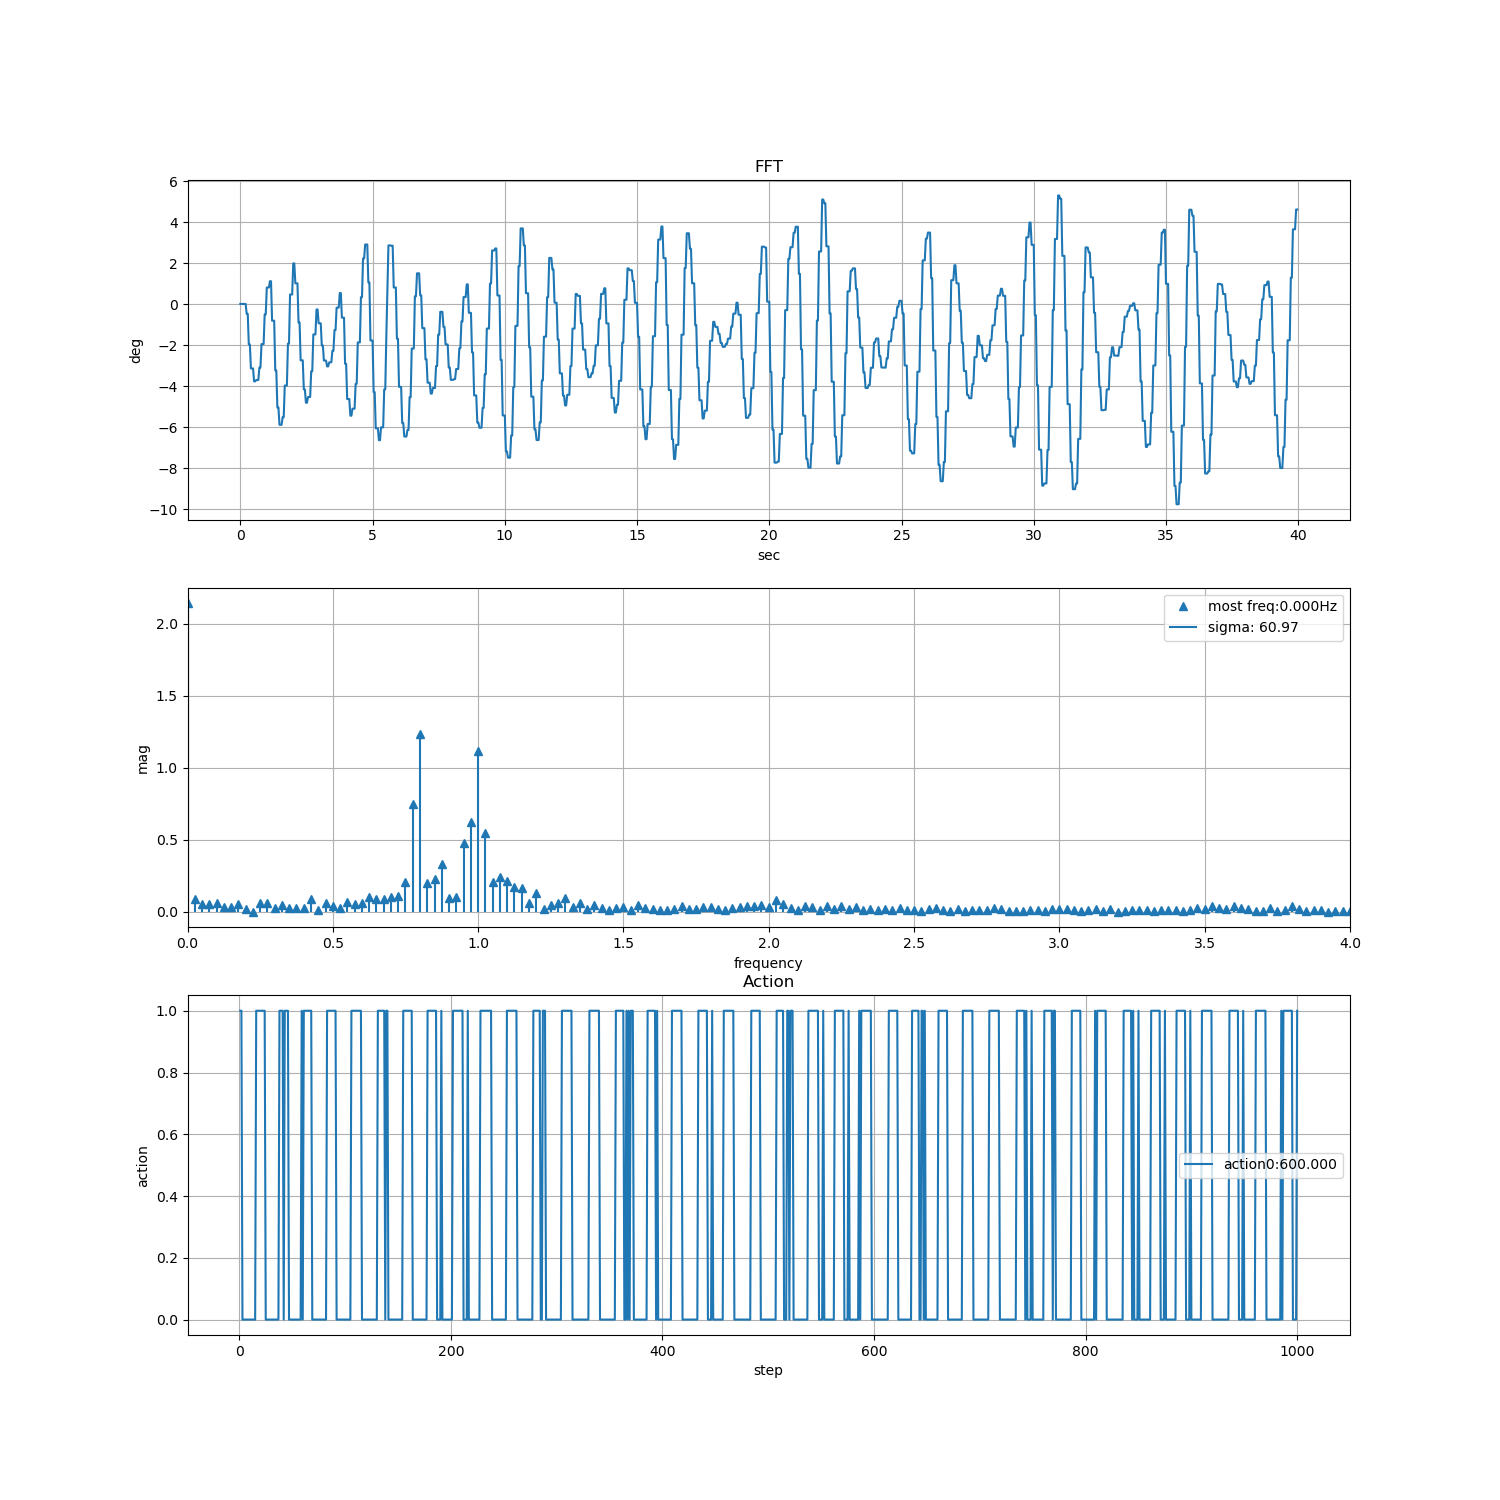 FFT
6
4
2
0
−2
−4
−6
−8
−10
deg
0 5 10 15 20 25 30 35 40
sec
most freq:0.000Hz
sigma: 60.97
2.0
1.5
1.0
0.5
0.0
mag
0.0 0.5 1.0 1.5 2.0 2.5 3.0 3.5 4.0
frequency
Action
1.0
0.8
0.6
0.4
0.2
0.0
action
action0:600.000
0 200 400 600 800 1000
step